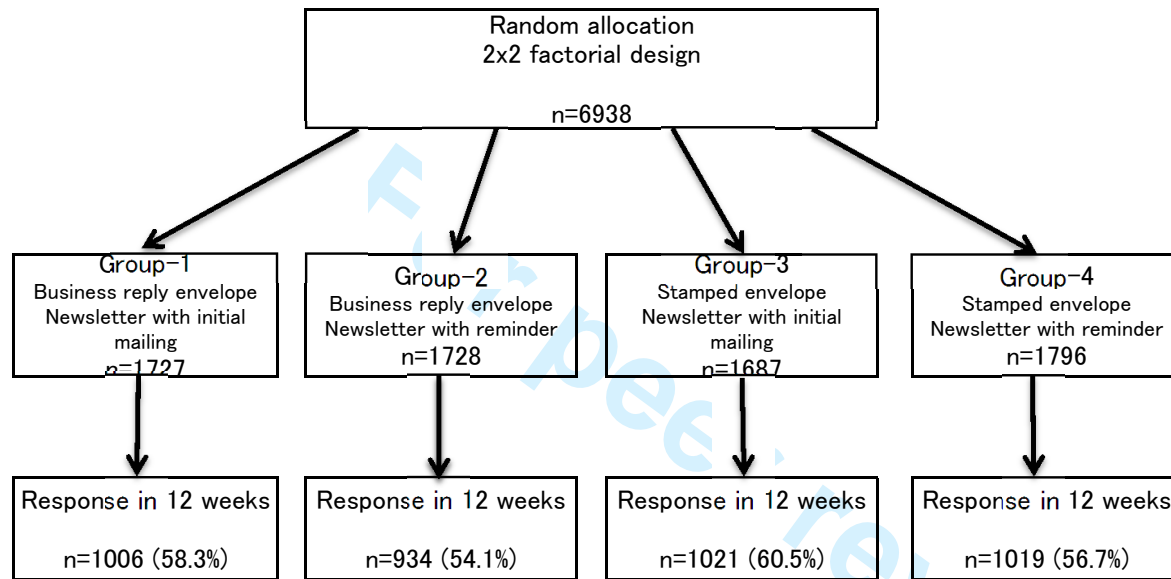 Random allocation
2x2 factorial design
n=6938
Group-1
Business reply envelope
Newsletter with initial
mailing
n=1727
Group-2
Business reply envelope
Newsletter with reminder
n=1728
Group-3
Stamped envelope
Newsletter with initial
mailing
n=1687
Group-4
Stamped envelope
Newsletter with reminder
n=1796
Response in 12 weeks
n=1006 (58.3%)
Response in 12 weeks
n=934 (54.1%)
Response in 12 weeks
n=1021 (60.5%)
Response in 12 weeks
n=1019 (56.7%)
For peer rev